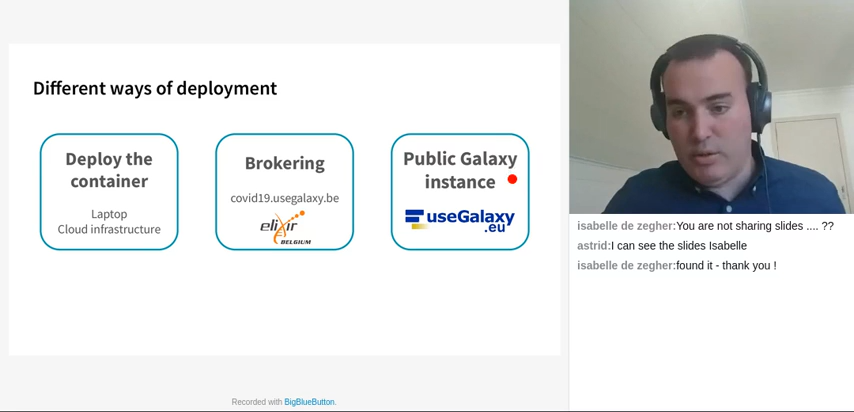 Different ways of deployment
Deploy the
container
Laptop
Cloud infrastructure
Brokering
covid19.usegalaxy.be
elixir
BELGIUM
Public Galaxy
instance
useGalaxy
.eu
isabelle de zegher:You are not sharing slides .... ??
astrid:I can see the slides Isabelle
isabelle de zegher:found it - thank you !
Recorded with BigBlueButton.